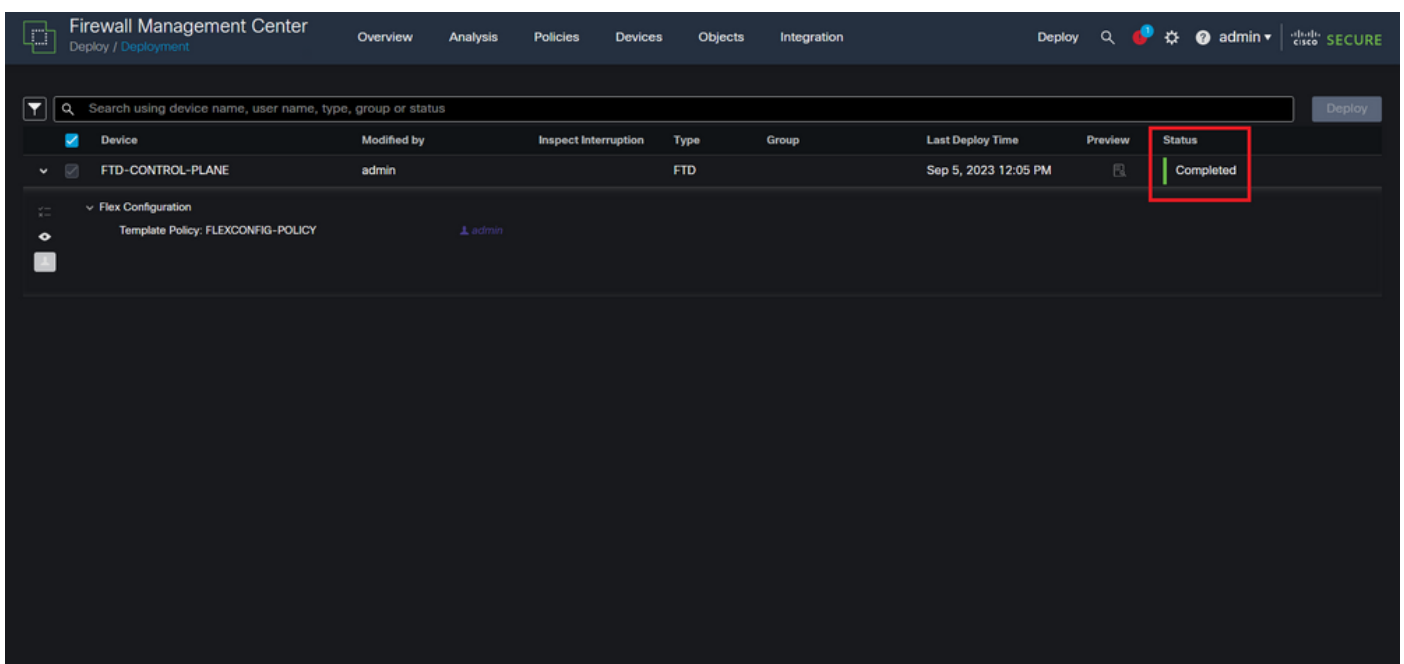 Firewall Management Center
Deploy / Deployment
Overview Analysis Policies Devices Objects Integration Deploy 1 ? admin cisco SECURE
Search using device name, user name, type, group or status Deploy
Device Modified by Inspect Interruption Type Group Last Deploy Time Preview Status
FTD-CONTROL-PLANE admin FTD Sep 5, 2023 12:05 PM Completed
Flex Configuration
Template Policy: FLEXCONFIG-POLICY admin